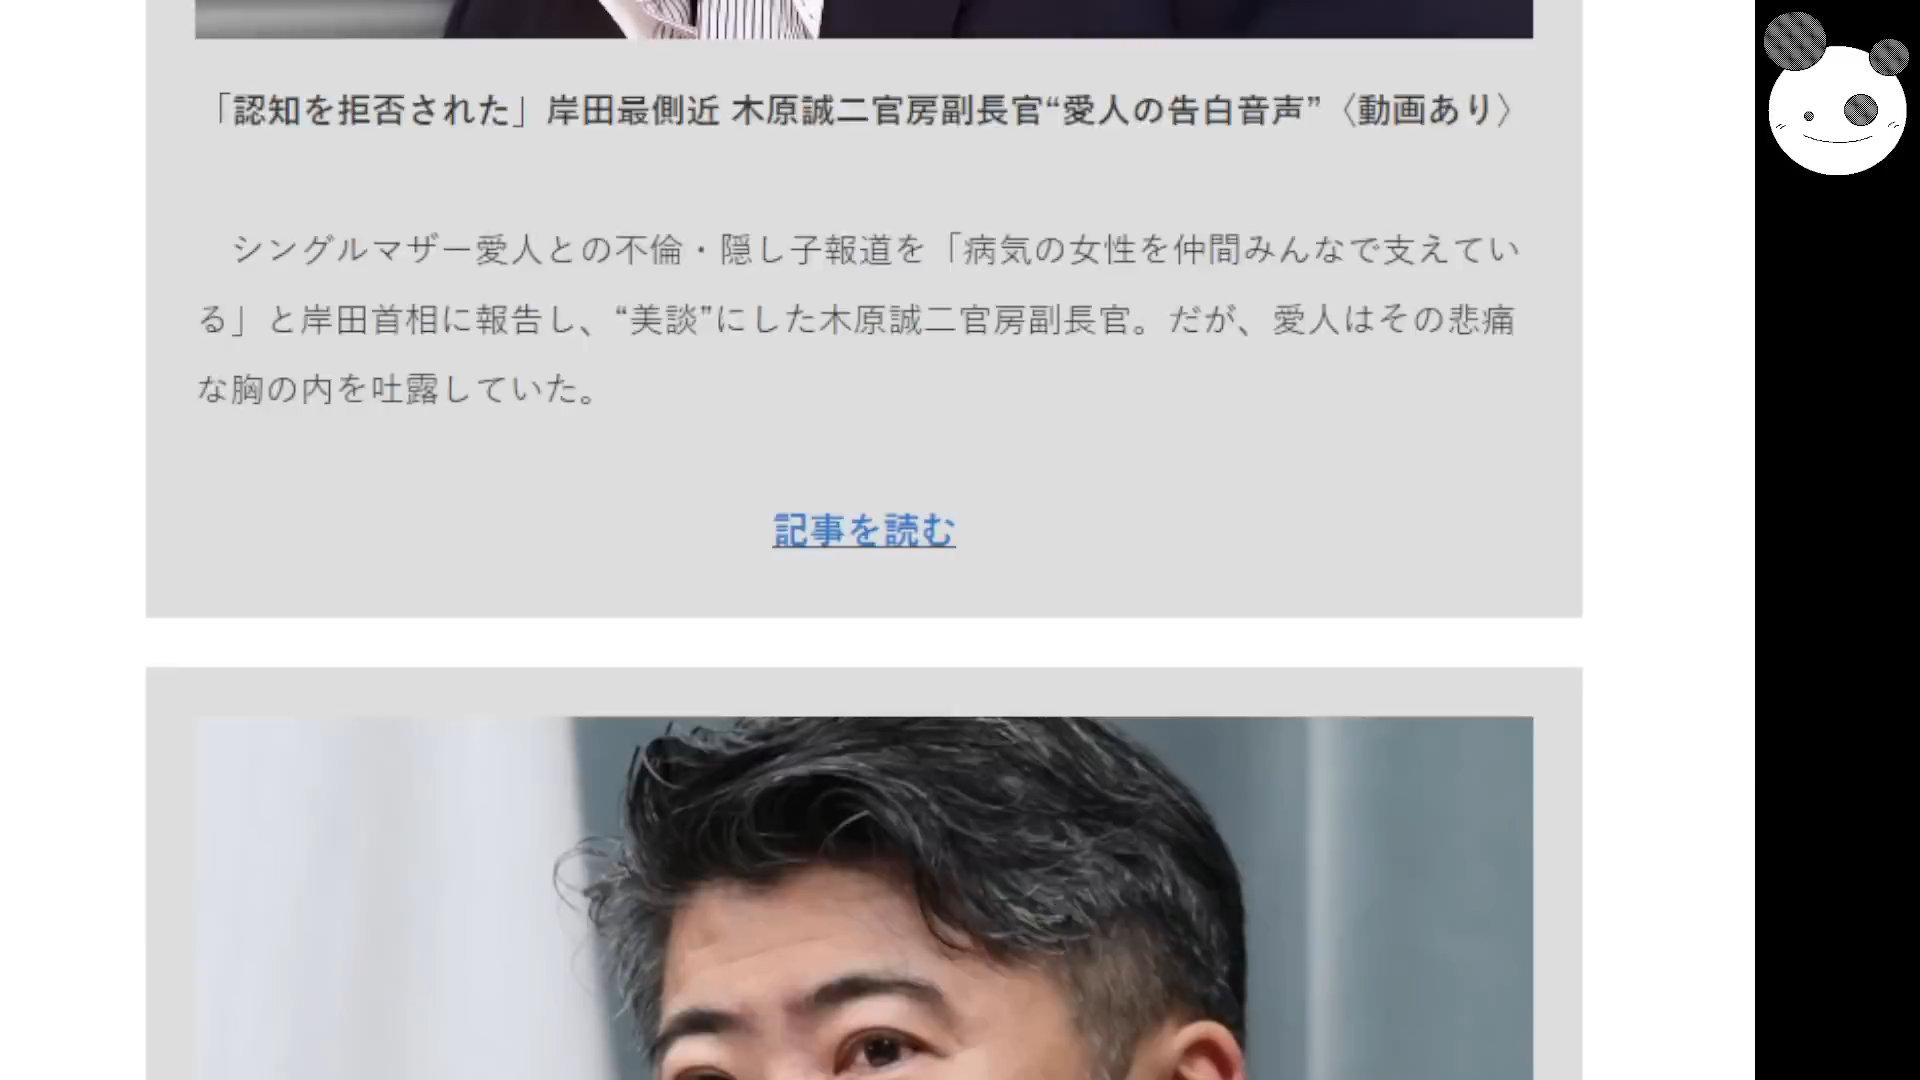 「認知を拒否された」岸田最側近 木原誠二官房副長官“愛人の告白音声”〈動画あり〉
シングルマザー愛人との不倫・隠し子報道を「病気の女性を仲間みんなで支えてい
る」と岸田首相に報告し、“美談”にした木原誠二官房副長官。だが、愛人はその悲痛
な胸の内を吐露していた。
記事を読む